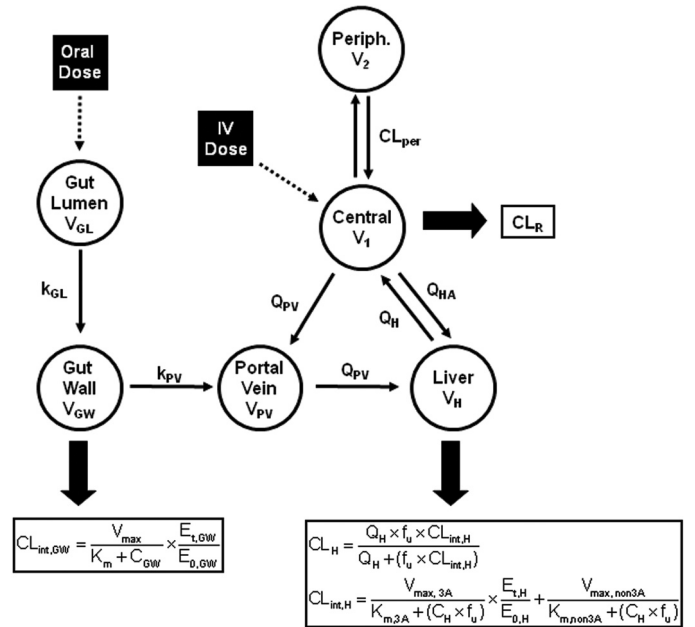 Oral
Dose
Periph.
V₂
IV
Dose
CLper
Gut
Lumen
VGL
Central
V₁
CLR
kGL
QPV
QHA
QH
Gut
Wall
VGW
kPV
Portal
Vein
VPV
QPV
Liver
VH
CLint,GW = Vmax / (Km + CGW) × Et,GW / E0,GW
CLH = QH × fu × CLint,H / (QH + (fu × CLint,H))
CLint,H = Vmax, 3A / (Km,3A + (CH × fu)) × Et,H / E0,H + Vmax, non3A / (Km,non3A + (CH × fu))